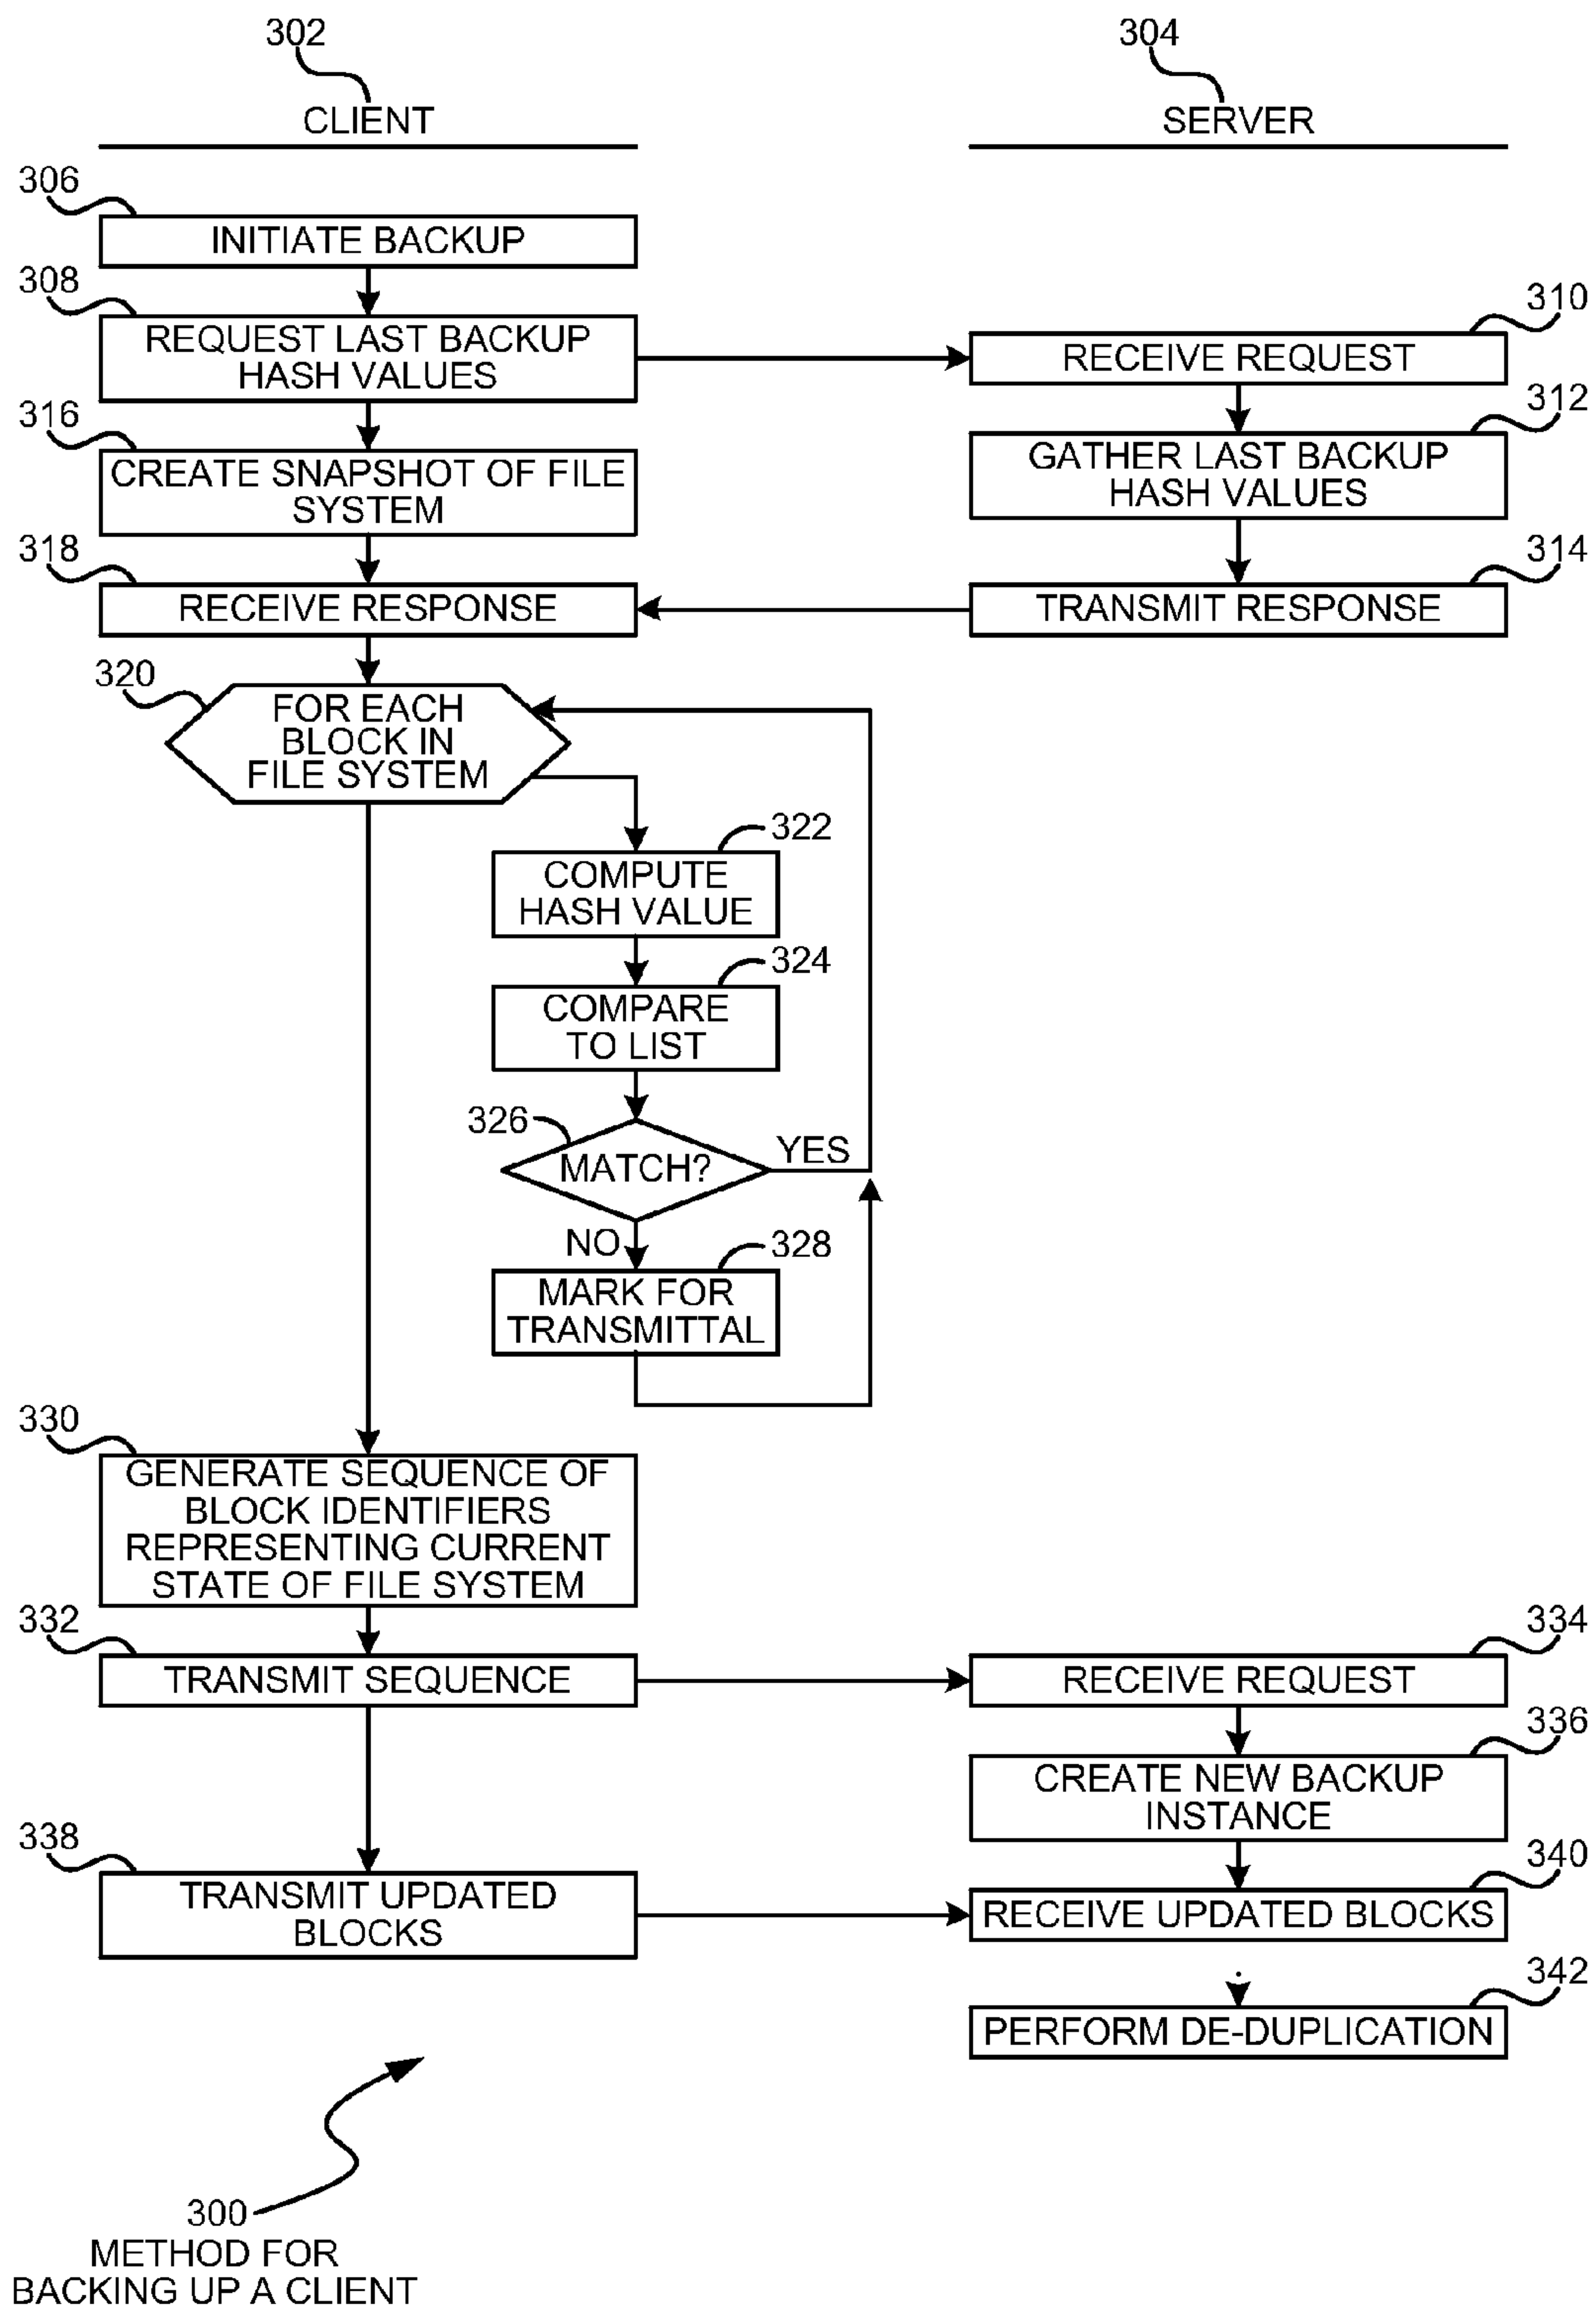 302
304
CLIENT
SERVER
306
INITIATE BACKUP
308
REQUEST LAST BACKUP
HASH VALUES
310
RECEIVE REQUEST
316
CREATE SNAPSHOT OF FILE
SYSTEM
312
GATHER LAST BACKUP
HASH VALUES
318
RECEIVE RESPONSE
314
TRANSMIT RESPONSE
320
FOR EACH
BLOCK IN
FILE SYSTEM
322
COMPUTE
HASH VALUE
324
COMPARE
TO LIST
326
MATCH?
YES
NO
328
MARK FOR
TRANSMITTAL
330
GENERATE SEQUENCE OF
BLOCK IDENTIFIERS
REPRESENTING CURRENT
STATE OF FILE SYSTEM
332
TRANSMIT SEQUENCE
334
RECEIVE REQUEST
336
CREATE NEW BACKUP
INSTANCE
338
TRANSMIT UPDATED
BLOCKS
340
RECEIVE UPDATED BLOCKS
342
PERFORM DE-DUPLICATION
300
METHOD FOR
BACKING UP A CLIENT